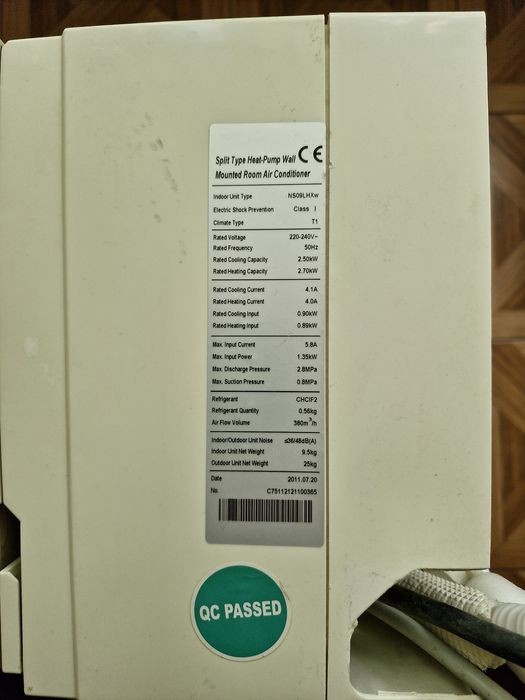 Split Type Heat-Pump Wall CE
Mounted Room Air Conditioner
Indoor Unit Type NS09LHXw
Electric Shock Prevention Class I
Climate Type T1
Rated Voltage 220-240V~
Rated Frequency 50Hz
Rated Cooling Capacity 2.50kW
Rated Heating Capacity 2.70kW
Rated Cooling Current 4.1A
Rated Heating Current 4.0A
Rated Cooling Input 0.90kW
Rated Heating Input 0.89kW
Max. Input Current 5.8A
Max. Input Power 1.35kW
Max. Discharge Pressure 2.8MPa
Max. Suction Pressure 0.8MPa
Refrigerant CHClF2
Refrigerant Quantity 0.56kg
Air Flow Volume 380m³/h
Indoor/Outdoor Unit Noise ≤36/48dB(A)
Indoor Unit Net Weight 9.5kg
Outdoor Unit Net Weight 25kg
Date 2011.07.20
No. C75112121100365
QC PASSED